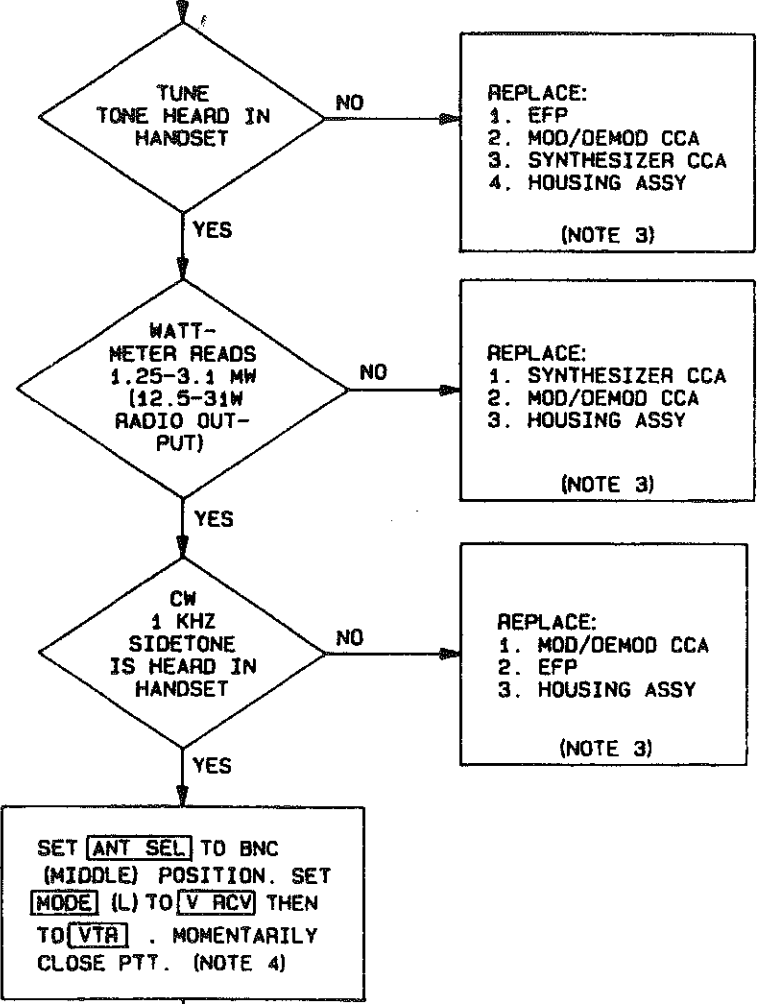 TUNE
TONE HEARD IN
HANDSET
NO
REPLACE:
1. EFP
2. MOD/DEMOD CCA
3. SYNTHESIZER CCA
4. HOUSING ASSY
(NOTE 3)
YES
WATT-
METER READS
1.25-3.1 MW
(12.5-31W
RADIO OUT-
PUT)
NO
REPLACE:
1. SYNTHESIZER CCA
2. MOD/DEMOD CCA
3. HOUSING ASSY
(NOTE 3)
YES
CW
1 KHZ
SIDETONE
IS HEARD IN
HANDSET
NO
REPLACE:
1. MOD/DEMOD CCA
2. EFP
3. HOUSING ASSY
(NOTE 3)
YES
SET ANT SEL TO BNC
(MIDDLE) POSITION. SET
MODE (L) TO V RCV THEN
TO VTR . MOMENTARILY
CLOSE PTT. (NOTE 4)